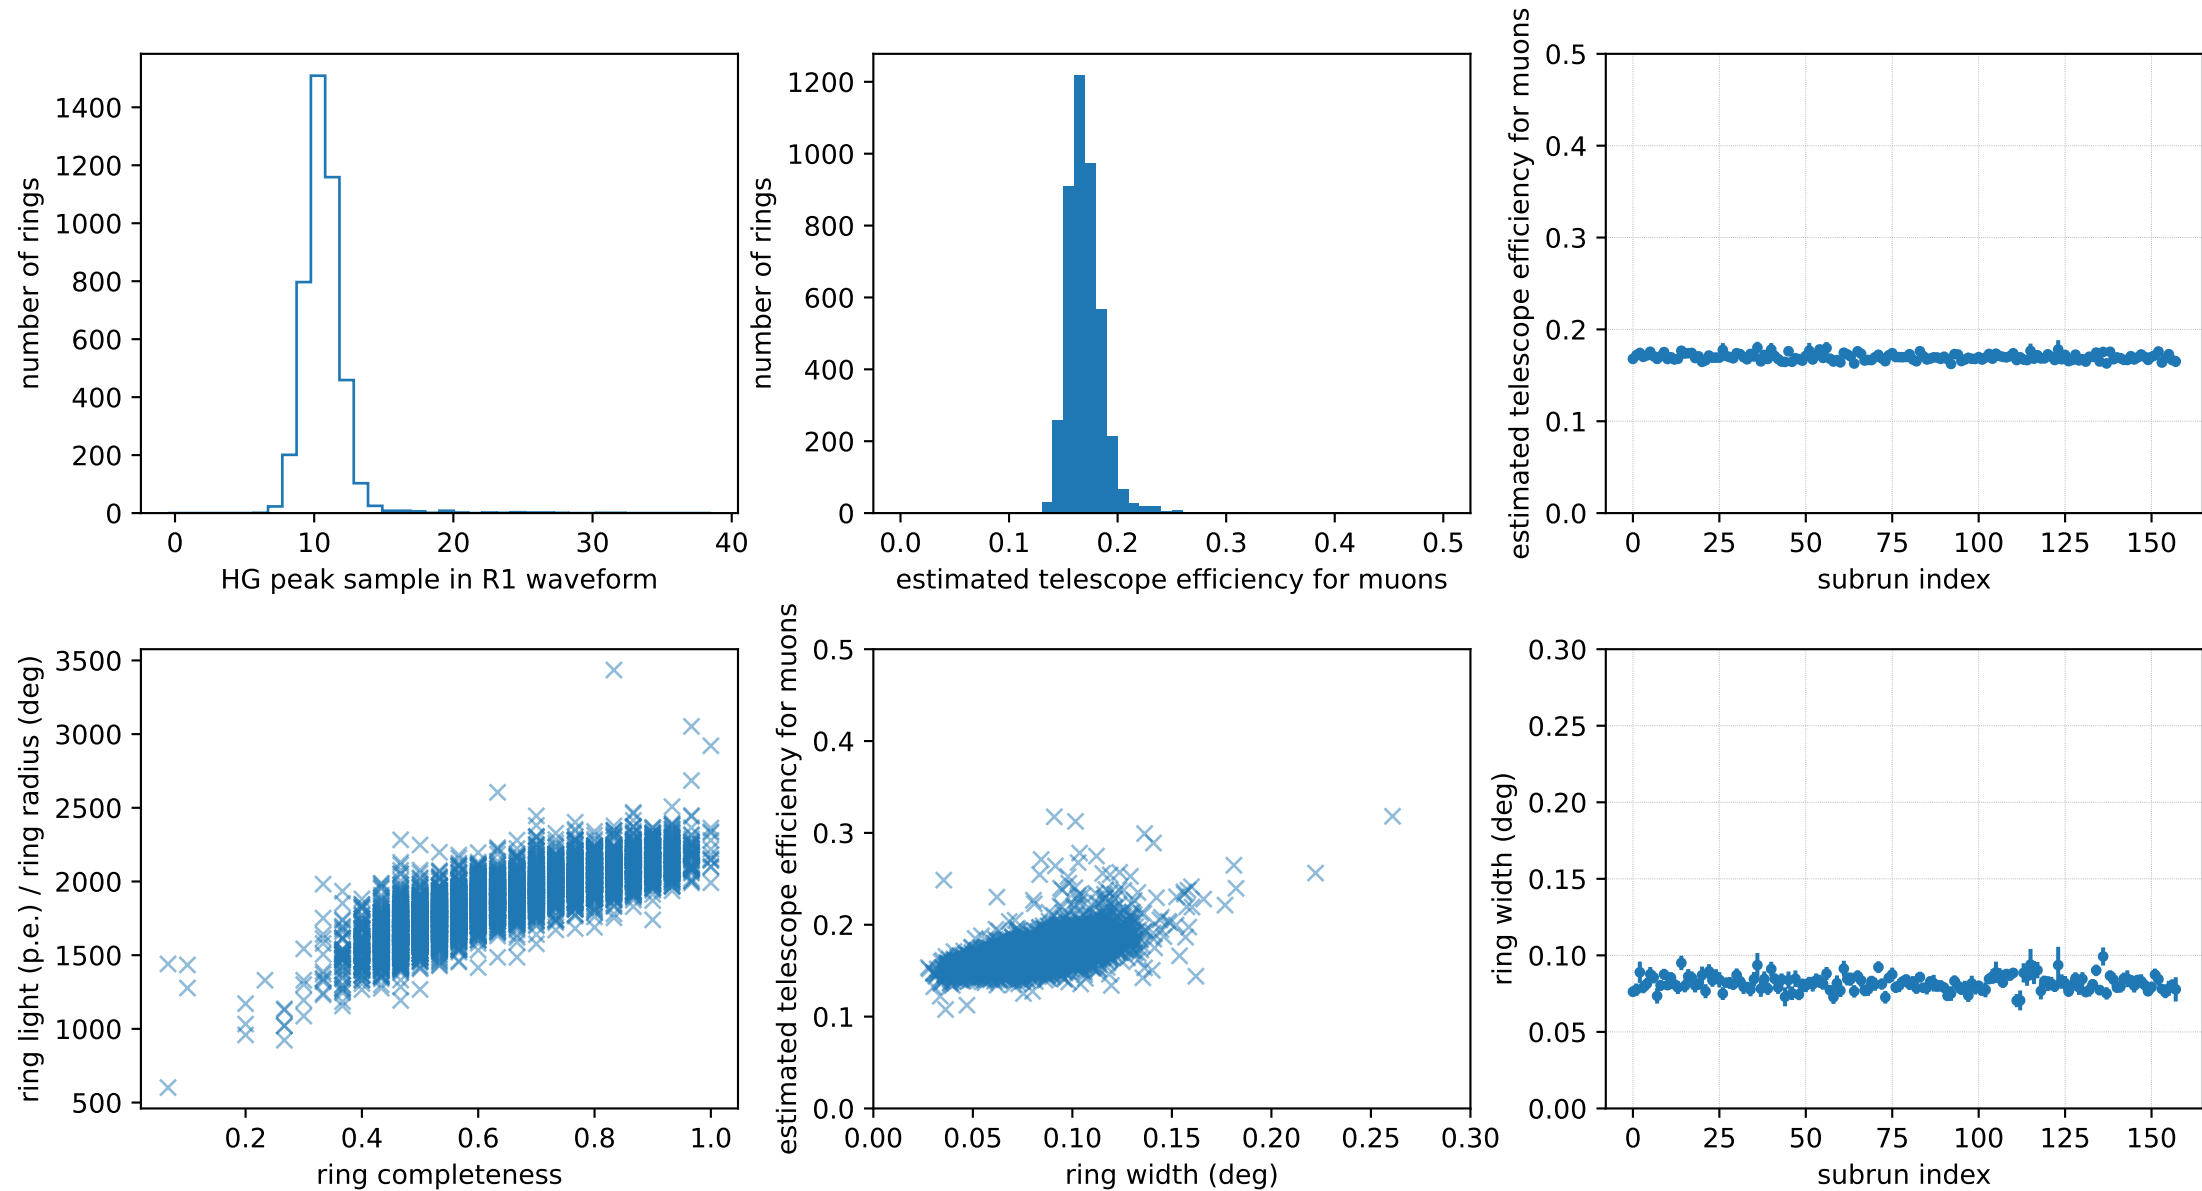 number of rings
1400
1200
1000
800
600
400
200
0
0 10 20 30 40
HG peak sample in R1 waveform
number of rings
1200
1000
800
600
400
200
0
0.0 0.1 0.2 0.3 0.4 0.5
estimated telescope efficiency for muons
estimated telescope efficiency for muons
0.5
0.4
0.3
0.2
0.1
0.0
0 25 50 75 100 125 150
subrun index
ring light (p.e.) / ring radius (deg)
3500
3000
2500
2000
1500
1000
500
0.2 0.4 0.6 0.8 1.0
ring completeness
estimated telescope efficiency for muons
0.5
0.4
0.3
0.2
0.1
0.0
0.00 0.05 0.10 0.15 0.20 0.25 0.30
ring width (deg)
ring width (deg)
0.30
0.25
0.20
0.15
0.10
0.05
0.00
0 25 50 75 100 125 150
subrun index